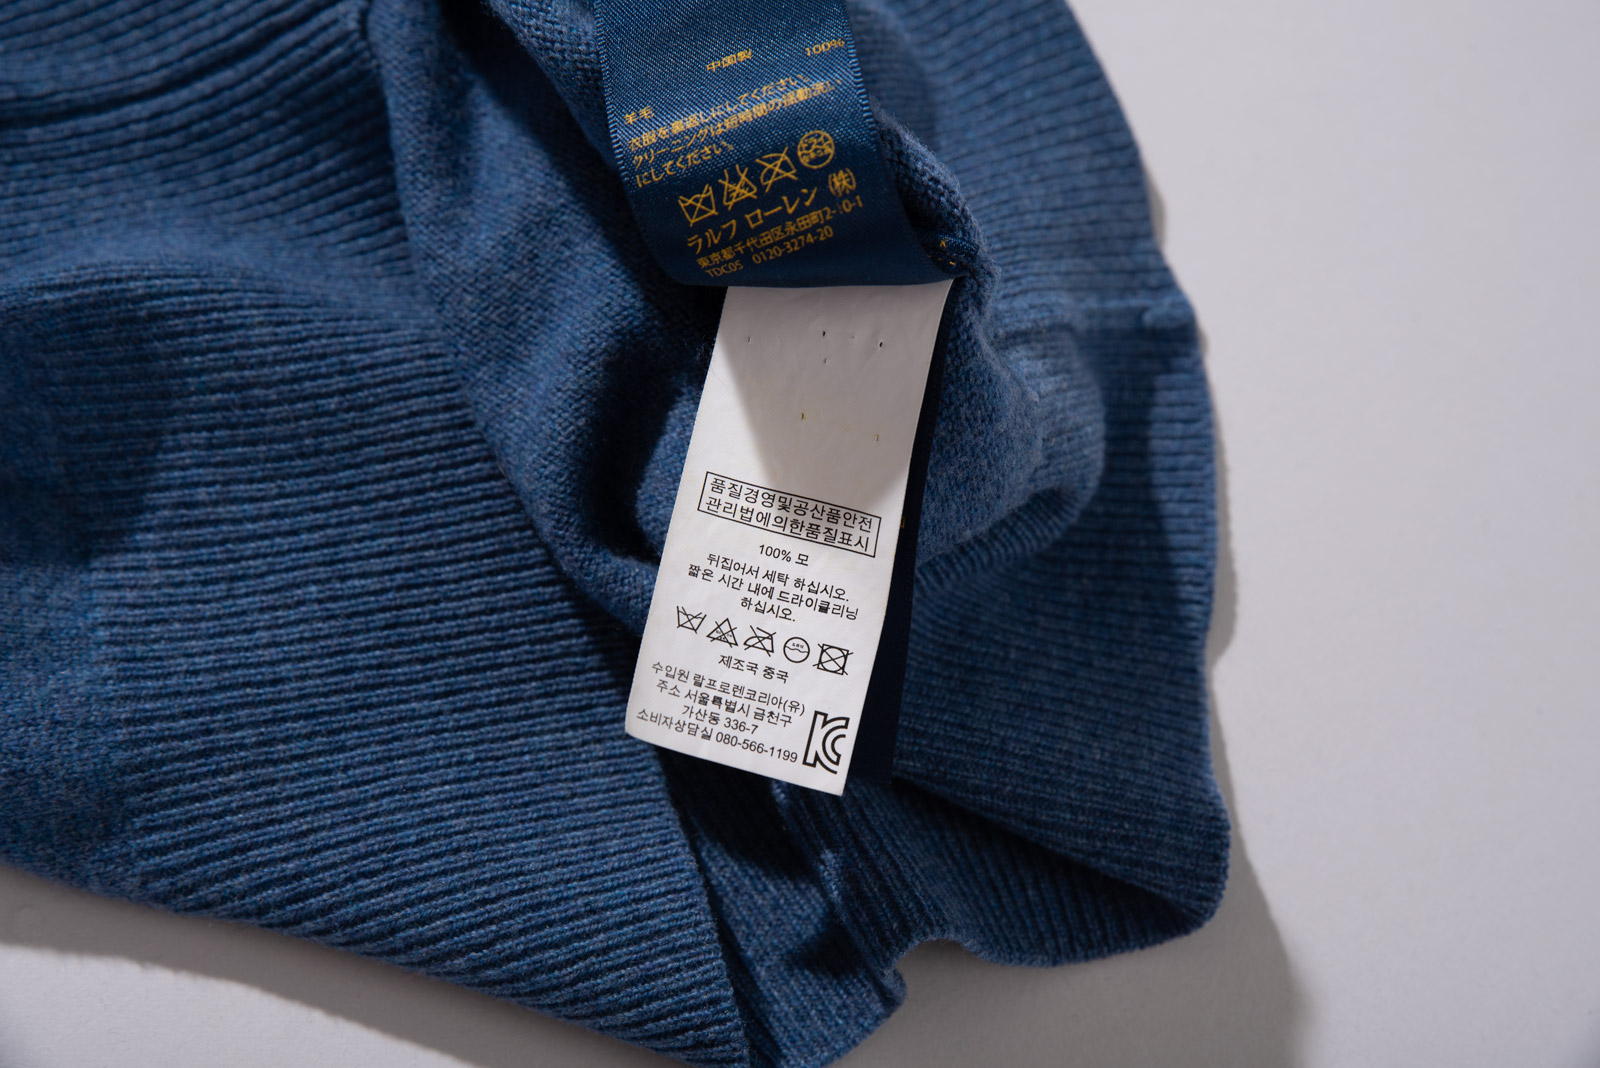 中国製 100%
羊毛
衣服を裏返しにしてください。
クリーニングは短時間の振動洗い
にしてください。
ラルフ ローレン (株)
東京都千代田区永田町2-10-1
TDC05 0120-3274-20
품질경영및공산품안전
관리법에의한품질표시
100% 모
뒤집어서 세탁 하십시오.
짧은 시간 내에 드라이클리닝
하십시오.
제조국 중국
수입원 랄프로렌코리아(유)
주소 서울특별시 금천구
가산동 336-7
소비자상담실 080-566-1199